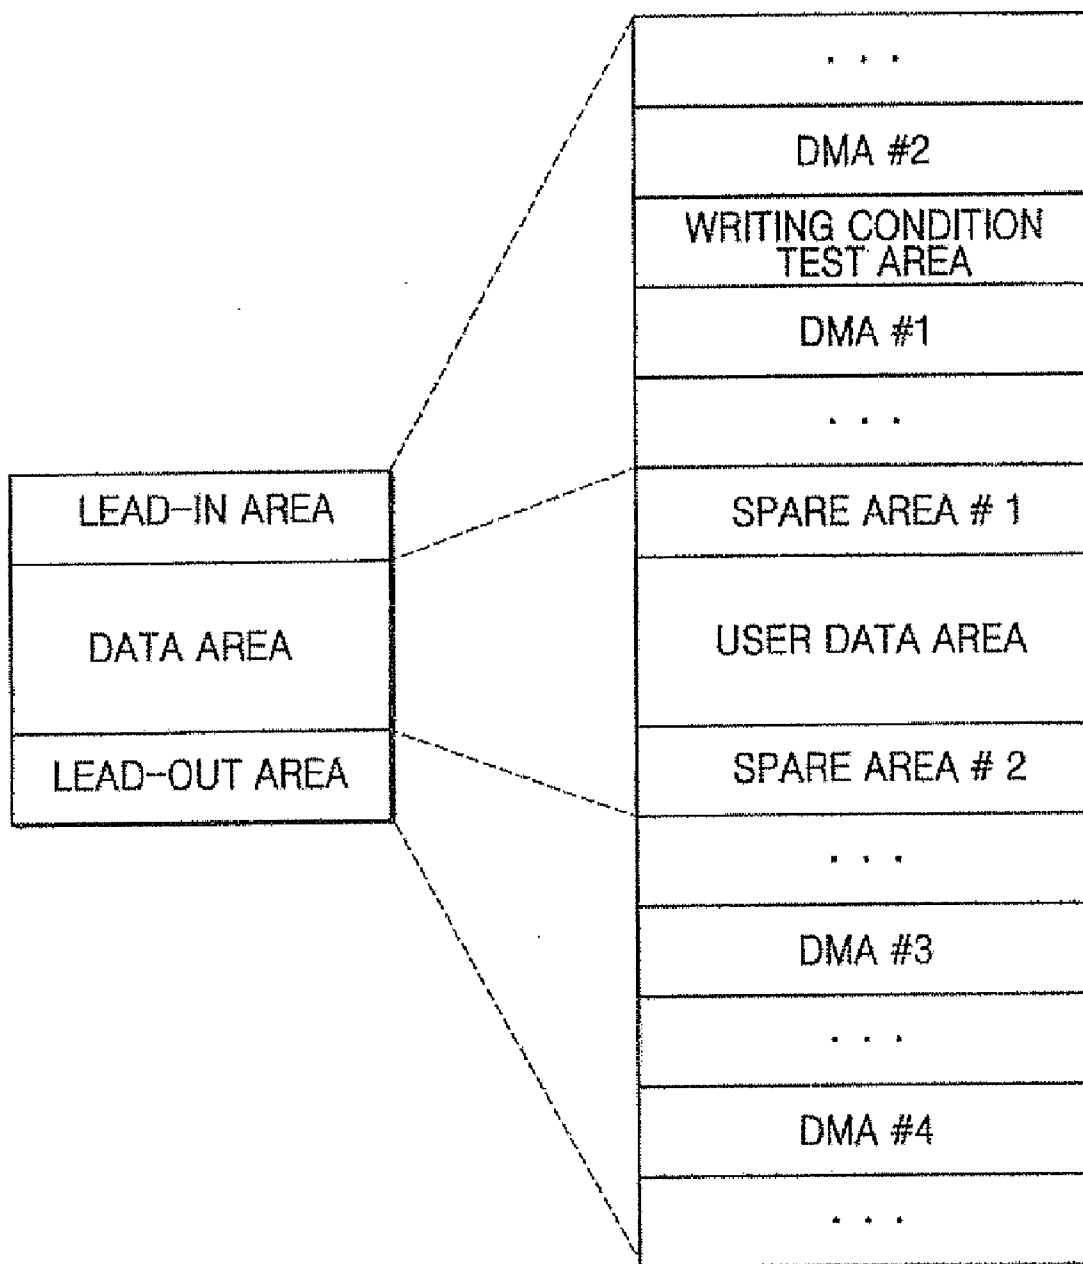 LEAD-IN AREA
DATA AREA
LEAD-OUT AREA
. . .
DMA #2
WRITING CONDITION
TEST AREA
DMA #1
. . .
SPARE AREA # 1
USER DATA AREA
SPARE AREA # 2
. . .
DMA #3
. . .
DMA #4
. . .